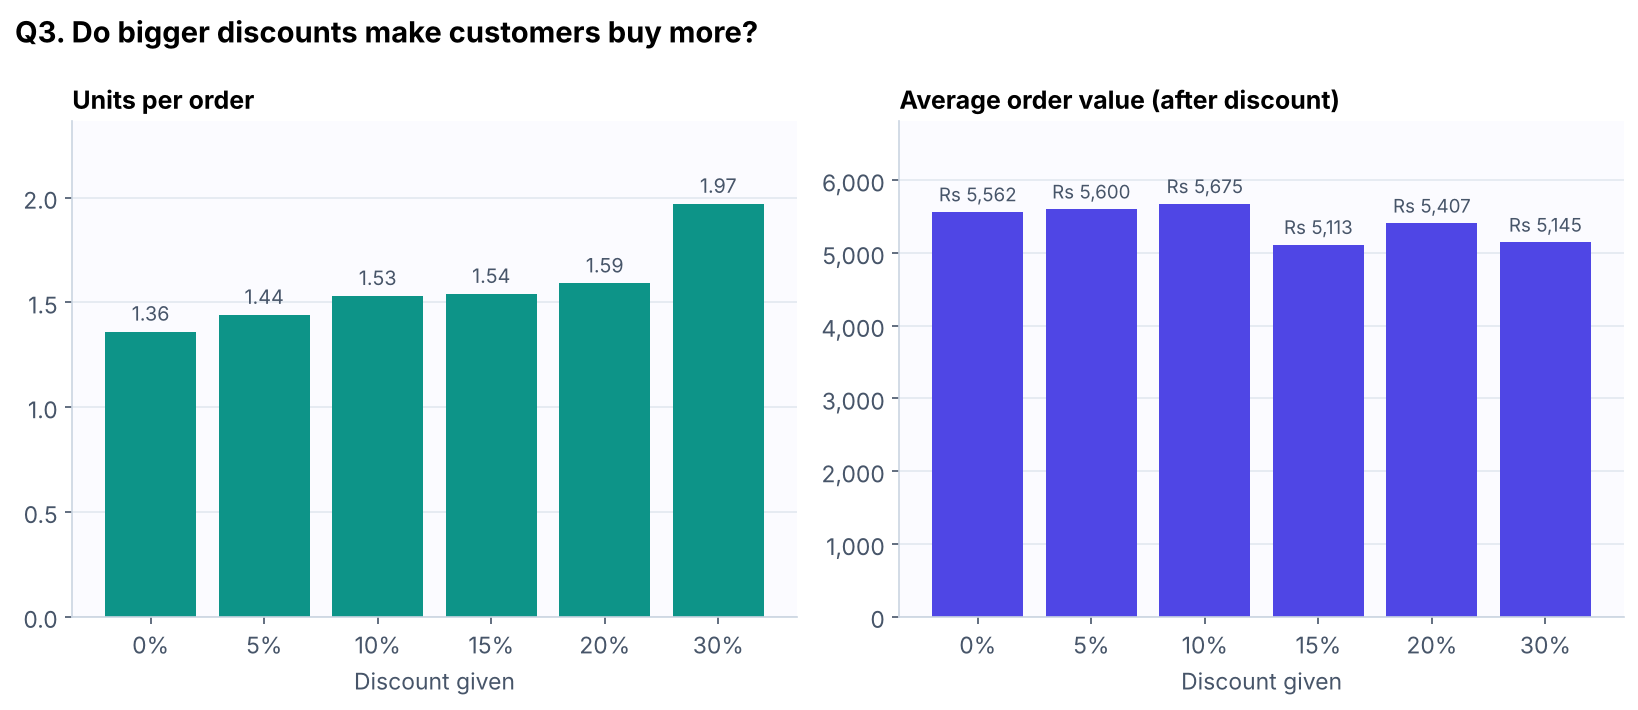 Q3. Do bigger discounts make customers buy more?
Units per order
2.0
1.5
1.0
0.5
0.0
1.36
1.44
1.53
1.54
1.59
1.97
0%
5%
10%
15%
20%
30%
Discount given
Average order value (after discount)
6,000
5,000
4,000
3,000
2,000
1,000
0
Rs 5,562
Rs 5,600
Rs 5,675
Rs 5,113
Rs 5,407
Rs 5,145
0%
5%
10%
15%
20%
30%
Discount given